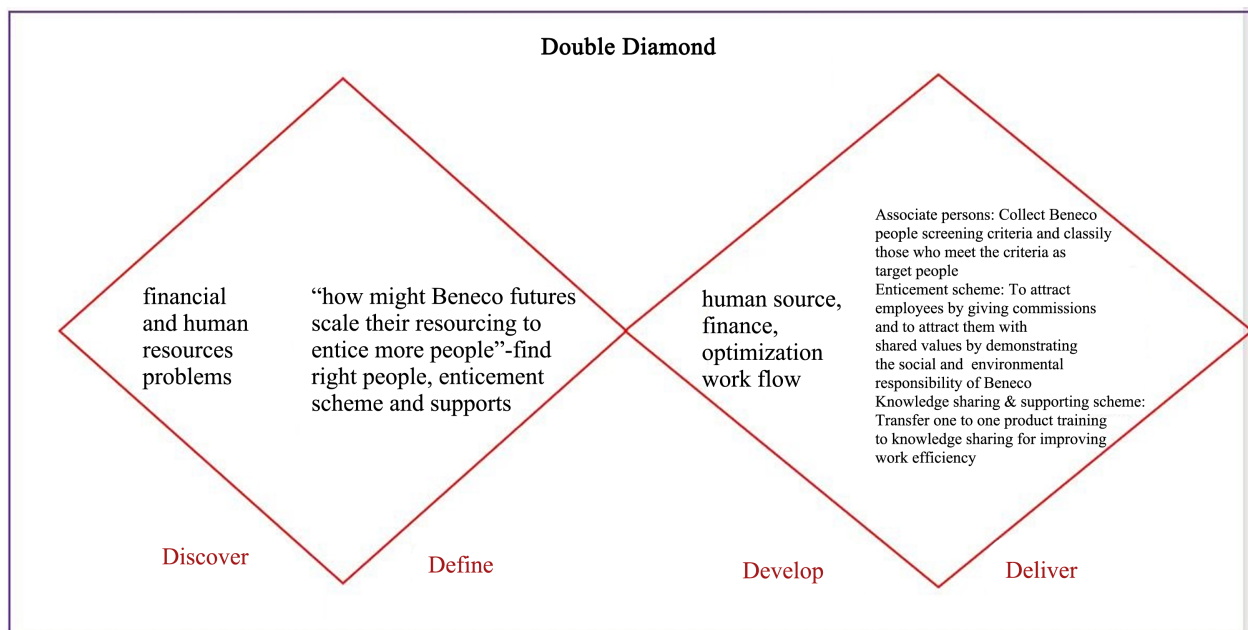 Double Diamond
financial
and human
resources
problems
“how might Beneco futures
scale their resourcing to
entice more people”-find
right people, enticement
scheme and supports
human source,
finance,
optimization
work flow
Associate persons: Collect Beneco
people screening criteria and classily
those who meet the criteria as
target people
Enticement scheme: To attract
employees by giving commissions
and to attract them with
shared values by demonstrating
the social and environmental
responsibility of Beneco
Knowledge sharing & supporting scheme:
Transfer one to one product training
to knowledge sharing for improving
work efficiency
Discover
Define
Develop
Deliver